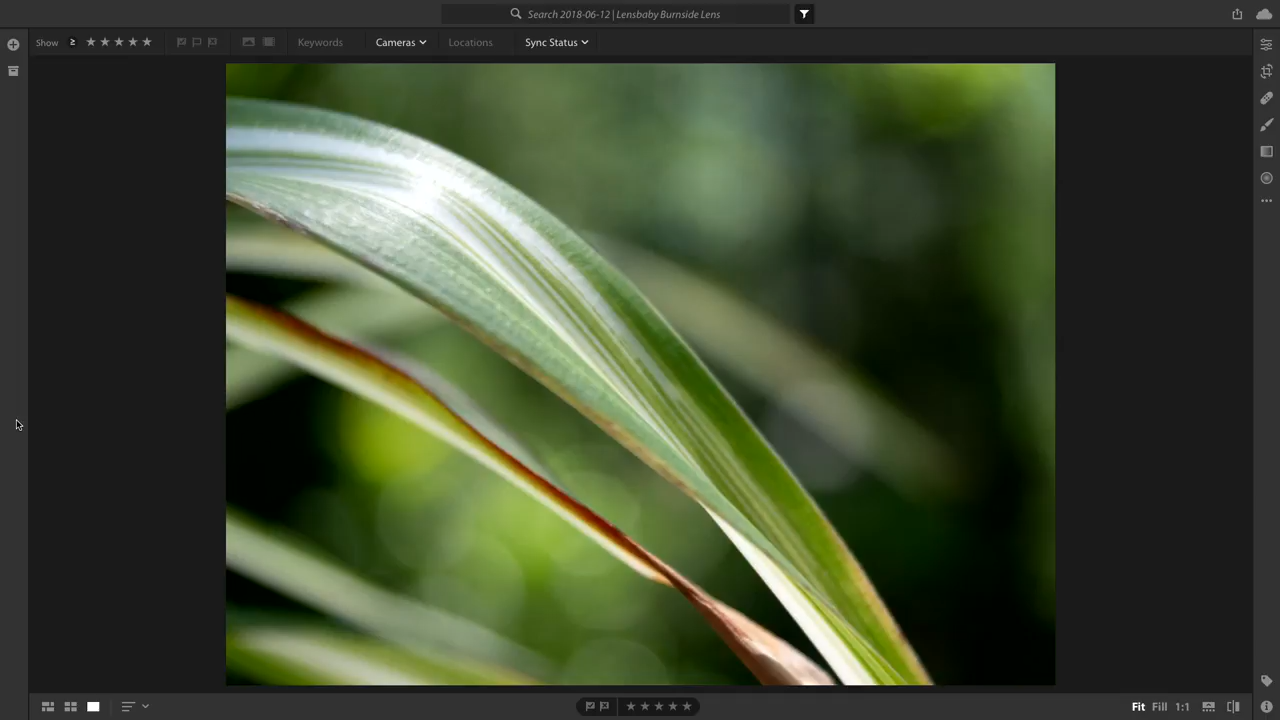 Search 2018-06-12 | Lensbaby Burnside Lens
Show ≥ Keywords Cameras Locations Sync Status
Fit Fill 1:1